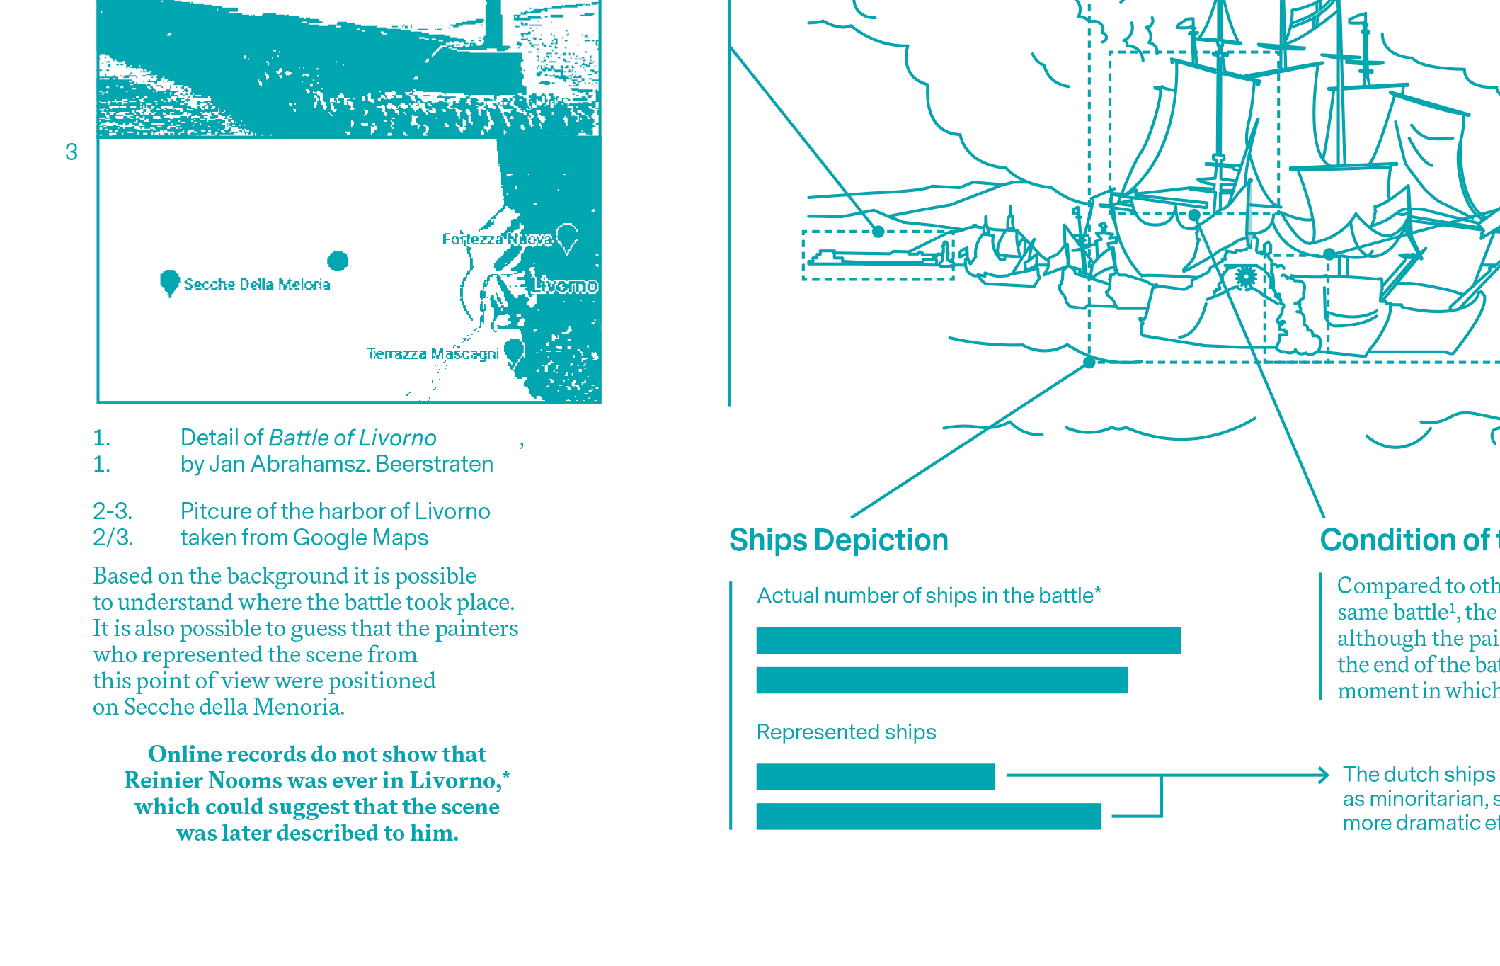 3
Fortezza Nuova
Secche Della Meloria
Livorno
Terrazza Mascagni
1. Detail of Battle of Livorno ,
1. by Jan Abrahamsz. Beerstraten
2-3. Pitcure of the harbor of Livorno
2/3. taken from Google Maps
Based on the background it is possible
to understand where the battle took place.
It is also possible to guess that the painters
who represented the scene from
this point of view were positioned
on Secche della Menoria.
Online records do not show that
Reinier Nooms was ever in Livorno,*
which could suggest that the scene
was later described to him.
Ships Depiction
Actual number of ships in the battle*
Represented ships
Condition of
Compared to
same battle¹, the
although the
the end of the
moment in which
The dutch ships
as minoritarian,
more dramatic